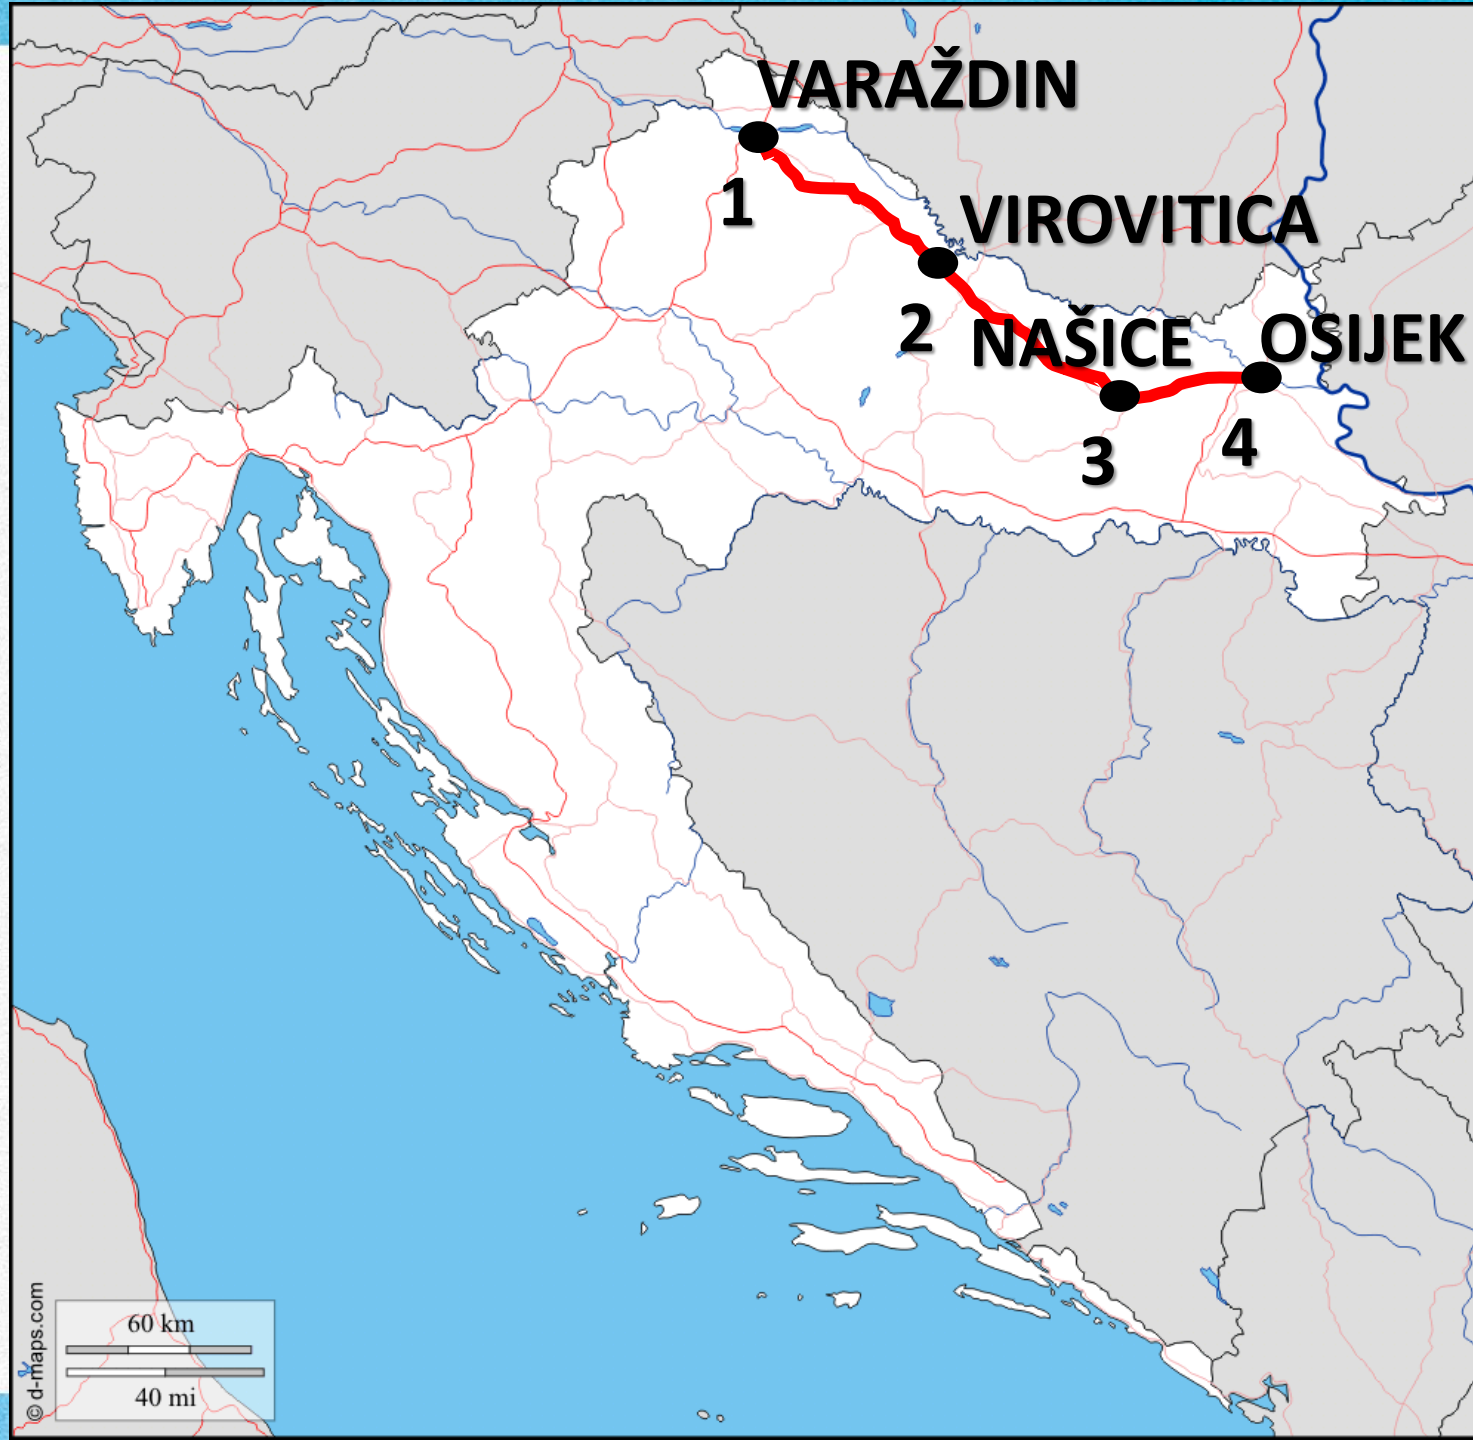 VARAŽDIN
1
VIROVITICA
2
NAŠICE
OSIJEK
3
4
60 km
40 mi
© d-maps.com